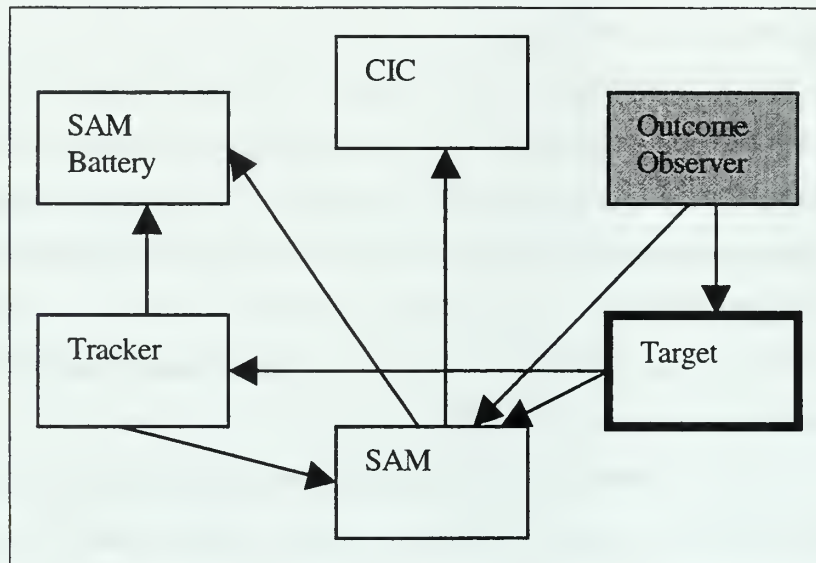 CIC
SAM
Battery
Outcome
Observer
Tracker
Target
SAM